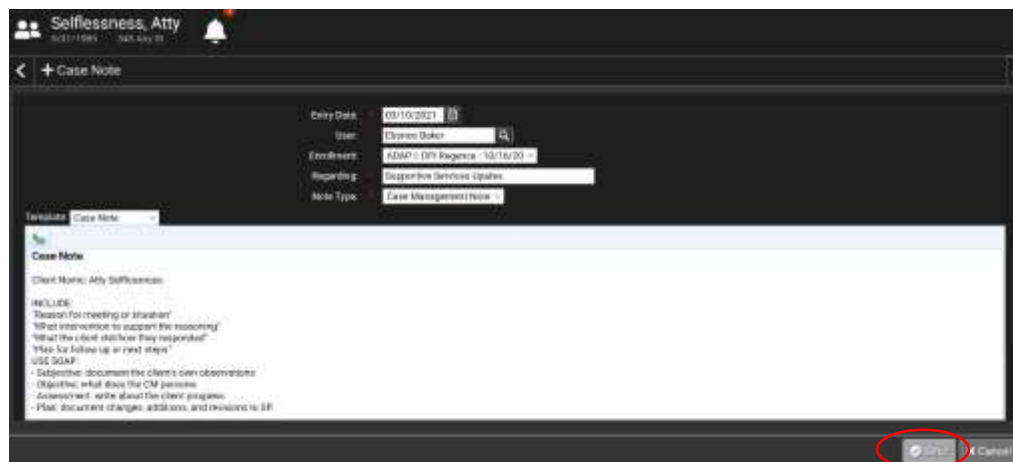 Selflessness, Atty
+ Case Note
Entry Date: 03/10/2021
User: Ebonee Baker
Enrollment:
Regarding: Supportive Services Upates
Note Type: Case Management Note
Template Case Note
Case Note
Client Name: Atty Selflessness
INCLUDE:
"Reason for meeting or situation"
"What intervention to support the reasoning"
"What the client did/how they responded"
"Plan for follow up or next steps"
USE SOAP:
- Subjective: document the client's own observations
- Objective: what does the CM
- Assessment: write about the client progress
- Plan: document changes, additions, and revisions to
Cancel